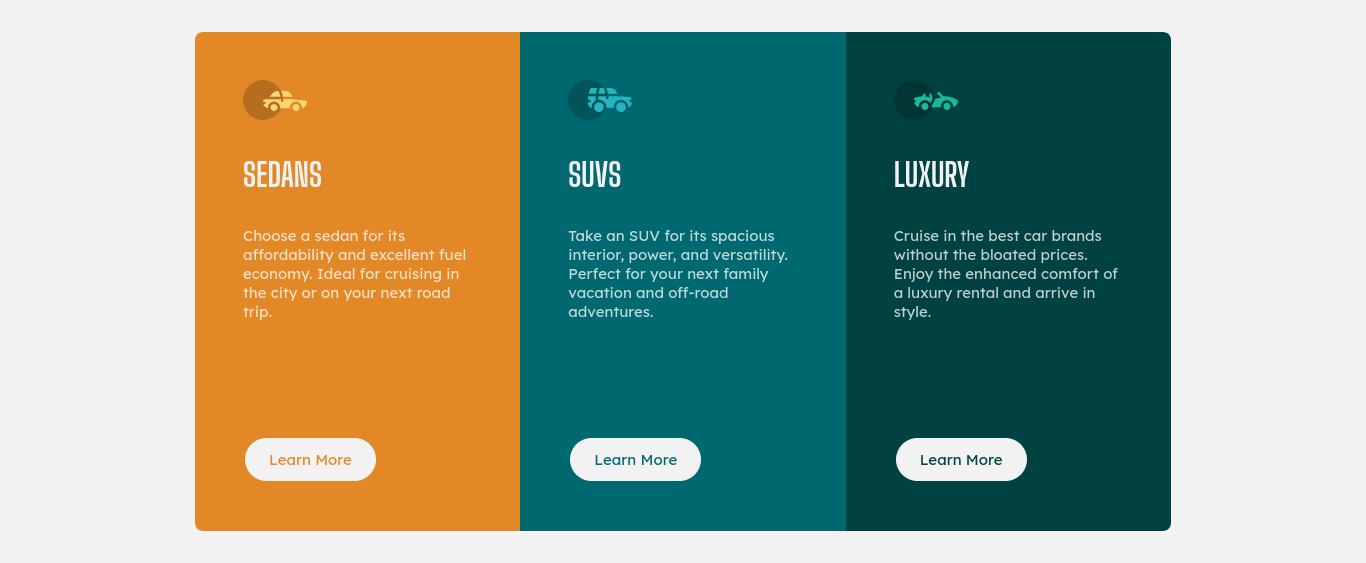 SEDANS
Choose a sedan for its
affordability and excellent fuel
economy. Ideal for cruising in
the city or on your next road
trip.
Learn More
SUVS
Take an SUV for its spacious
interior, power, and versatility.
Perfect for your next family
vacation and off-road
adventures.
Learn More
LUXURY
Cruise in the best car brands
without the bloated prices.
Enjoy the enhanced comfort of
a luxury rental and arrive in
style.
Learn More